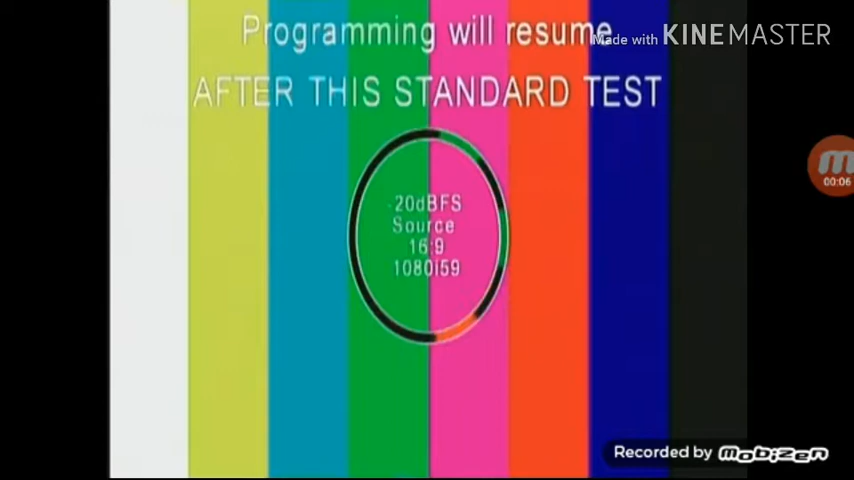 Programming will resume
Made with KINEMASTER
AFTER THIS STANDARD TEST
-20dBFS
Source
16:9
1080i59
00:06
Recorded by mobizen